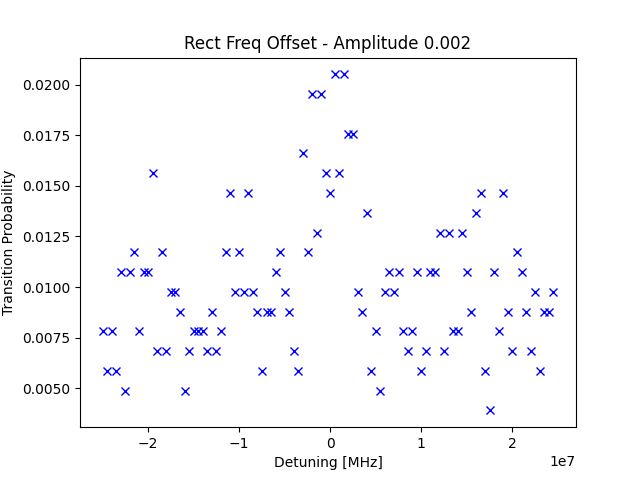 Rect Freq Offset - Amplitude 0.002
Transition Probability
0.0200
0.0175
0.0150
0.0125
0.0100
0.0075
0.0050
−2 −1 0 1 2
1e7
Detuning [MHz]